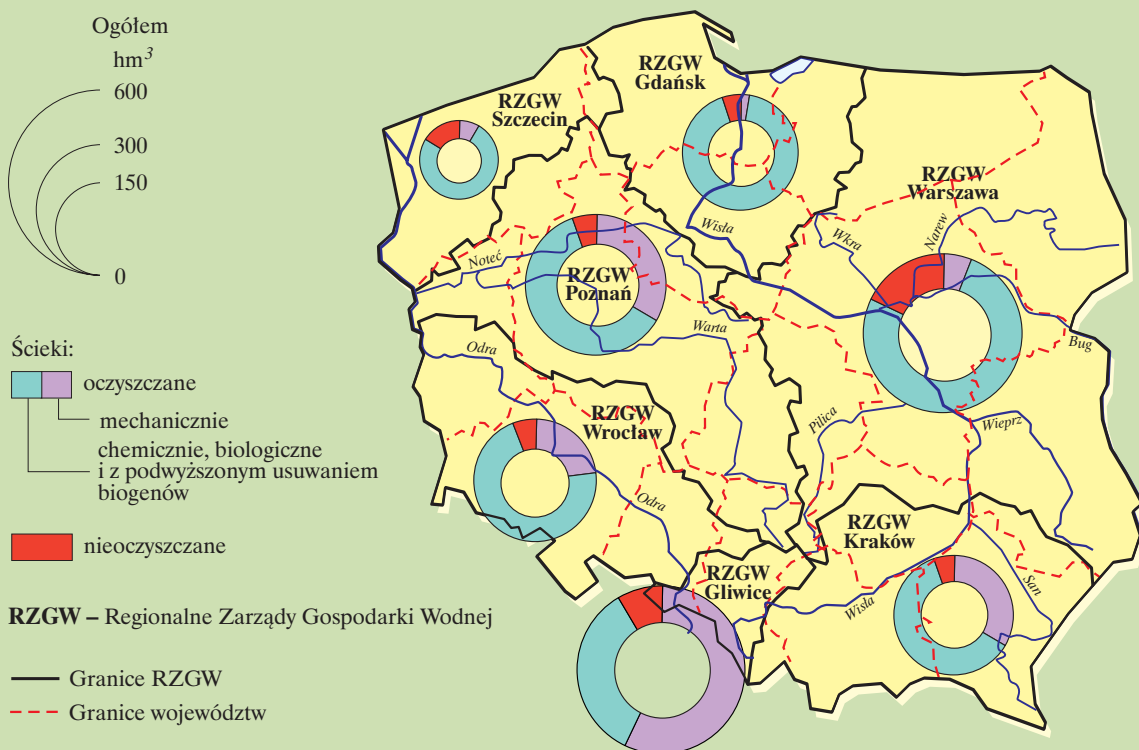 Ogółem
hm³
600
300
150
0
Ścieki:
oczyszczane
mechanicznie
chemicznie, biologiczne
i z podwyższonym usuwaniem
biogenów
nieoczyszczane
RZGW – Regionalne Zarządy Gospodarki Wodnej
Granice RZGW
Granice województw
RZGW
Gdańsk
RZGW
Szczecin
RZGW
Warszawa
Wisła
Wkra
Narew
Noteć
RZGW
Poznań
Warta
Bug
Odra
RZGW
Wrocław
Pilica
Wieprz
Odra
RZGW
Kraków
RZGW
Gliwice
Wisła
San